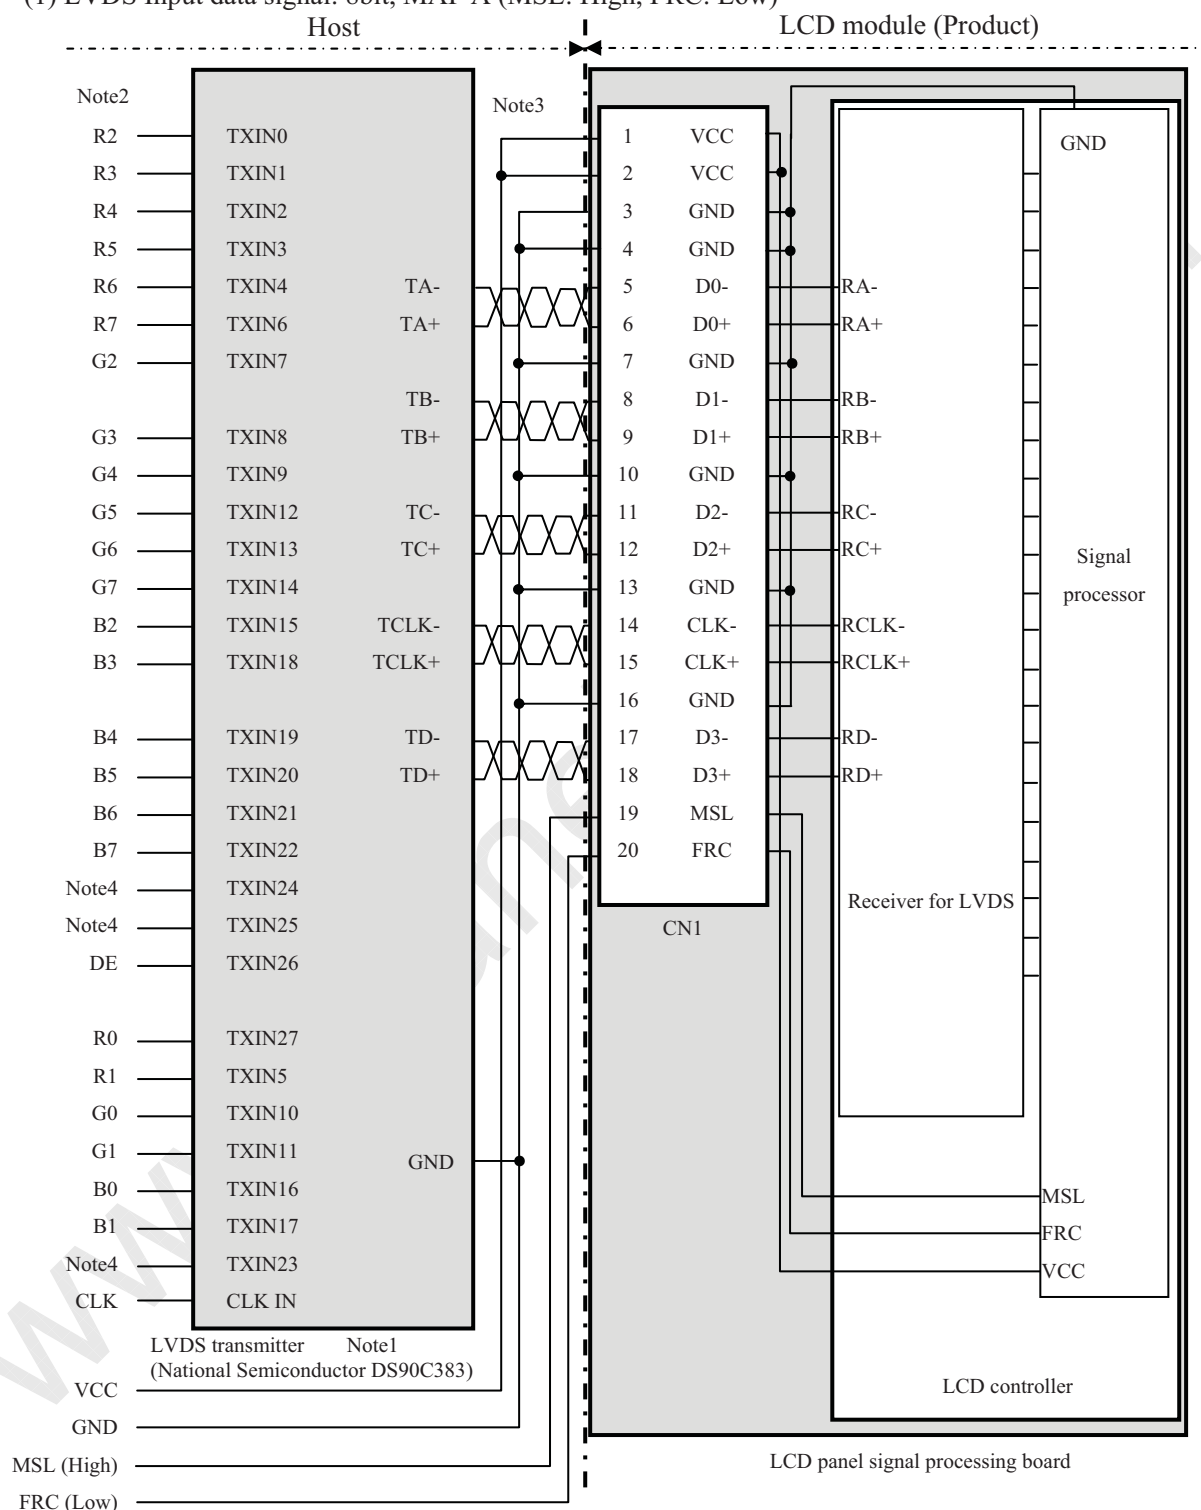 (1) LVDS Input data signal: 8bit, MAP A (MSL: High, FRC: Low)
Host
LCD module (Product)
Note2
Note3
R2 TXIN0
R3 TXIN1
R4 TXIN2
R5 TXIN3
R6 TXIN4 TA-
R7 TXIN6 TA+
G2 TXIN7
TB-
G3 TXIN8 TB+
G4 TXIN9
G5 TXIN12 TC-
G6 TXIN13 TC+
G7 TXIN14
B2 TXIN15 TCLK-
B3 TXIN18 TCLK+
B4 TXIN19 TD-
B5 TXIN20 TD+
B6 TXIN21
B7 TXIN22
Note4 TXIN24
Note4 TXIN25
DE TXIN26
R0 TXIN27
R1 TXIN5
G0 TXIN10
G1 TXIN11
GND
B0 TXIN16
B1 TXIN17
Note4 TXIN23
CLK CLK IN
LVDS transmitter Note1
(National Semiconductor DS90C383)
VCC
GND
MSL (High)
FRC (Low)
1 VCC
2 VCC
3 GND
4 GND
5 D0- RA-
6 D0+ RA+
7 GND
8 D1- RB-
9 D1+ RB+
10 GND
11 D2- RC-
12 D2+ RC+
13 GND
14 CLK- RCLK-
15 CLK+ RCLK+
16 GND
17 D3- RD-
18 D3+ RD+
19 MSL
20 FRC
CN1
Receiver for LVDS
GND
Signal
processor
MSL
FRC
VCC
LCD controller
LCD panel signal processing board